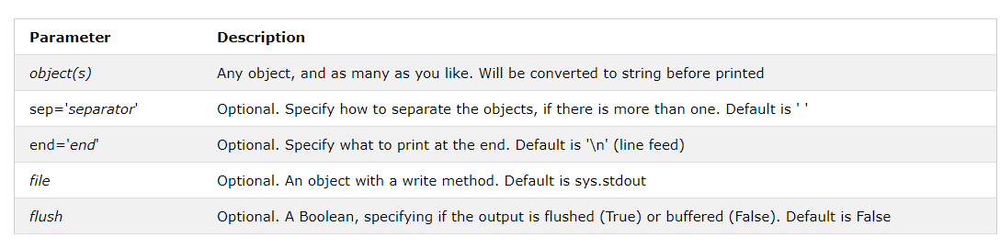 Parameter Description
object(s) Any object, and as many as you like. Will be converted to string before printed
sep='separator' Optional. Specify how to separate the objects, if there is more than one. Default is ' '
end='end' Optional. Specify what to print at the end. Default is '\n' (line feed)
file Optional. An object with a write method. Default is sys.stdout
flush Optional. A Boolean, specifying if the output is flushed (True) or buffered (False). Default is False